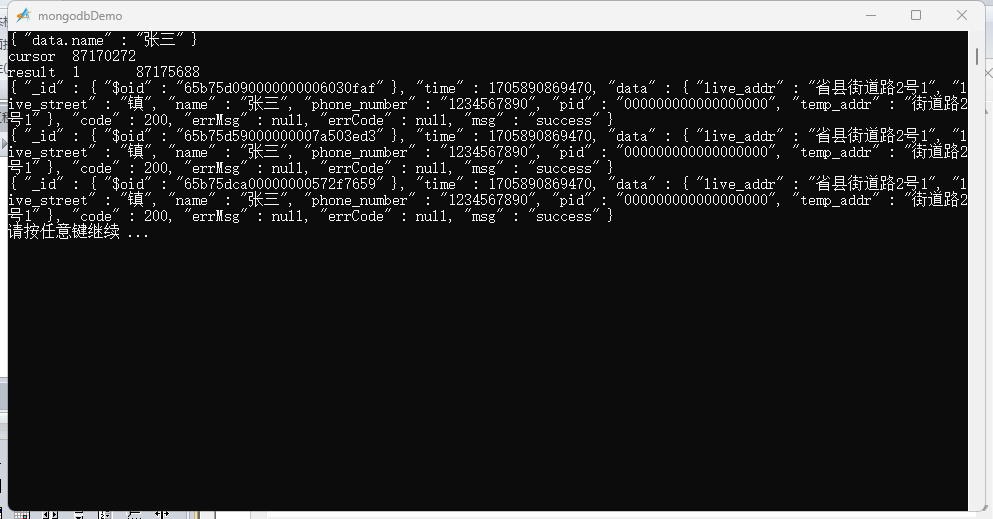 mongodbDemo
{ "data.name" : "张三" }
cursor  87170272
result  1       87175688
{ "_id" : { "$oid" : "65b75d090000000006030faf" }, "time" : 1705890869470, "data" : { "live_addr" : "省县街道路2号1", "l
ive_street" : "镇", "name" : "张三", "phone_number" : "1234567890", "pid" : "000000000000000000", "temp_addr" : "街道路2
号1" }, "code" : 200, "errMsg" : null, "errCode" : null, "msg" : "success" }
{ "_id" : { "$oid" : "65b75d59000000007a503ed3" }, "time" : 1705890869470, "data" : { "live_addr" : "省县街道路2号1", "l
ive_street" : "镇", "name" : "张三", "phone_number" : "1234567890", "pid" : "000000000000000000", "temp_addr" : "街道路2
号1" }, "code" : 200, "errMsg" : null, "errCode" : null, "msg" : "success" }
{ "_id" : { "$oid" : "65b75dca00000000572f7659" }, "time" : 1705890869470, "data" : { "live_addr" : "省县街道路2号1", "l
ive_street" : "镇", "name" : "张三", "phone_number" : "1234567890", "pid" : "000000000000000000", "temp_addr" : "街道路2
号1" }, "code" : 200, "errMsg" : null, "errCode" : null, "msg" : "success" }
请按任意键继续 ...